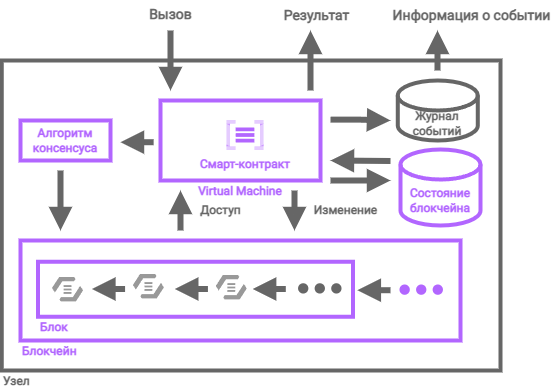 Вызов
Результат
Информация о событии
Журнал
событий
Алгоритм
консенсуса
Смарт-контракт
Virtual Machine
Состояние
блокчейна
Доступ
Изменение
Блок
Блокчейн
Узел